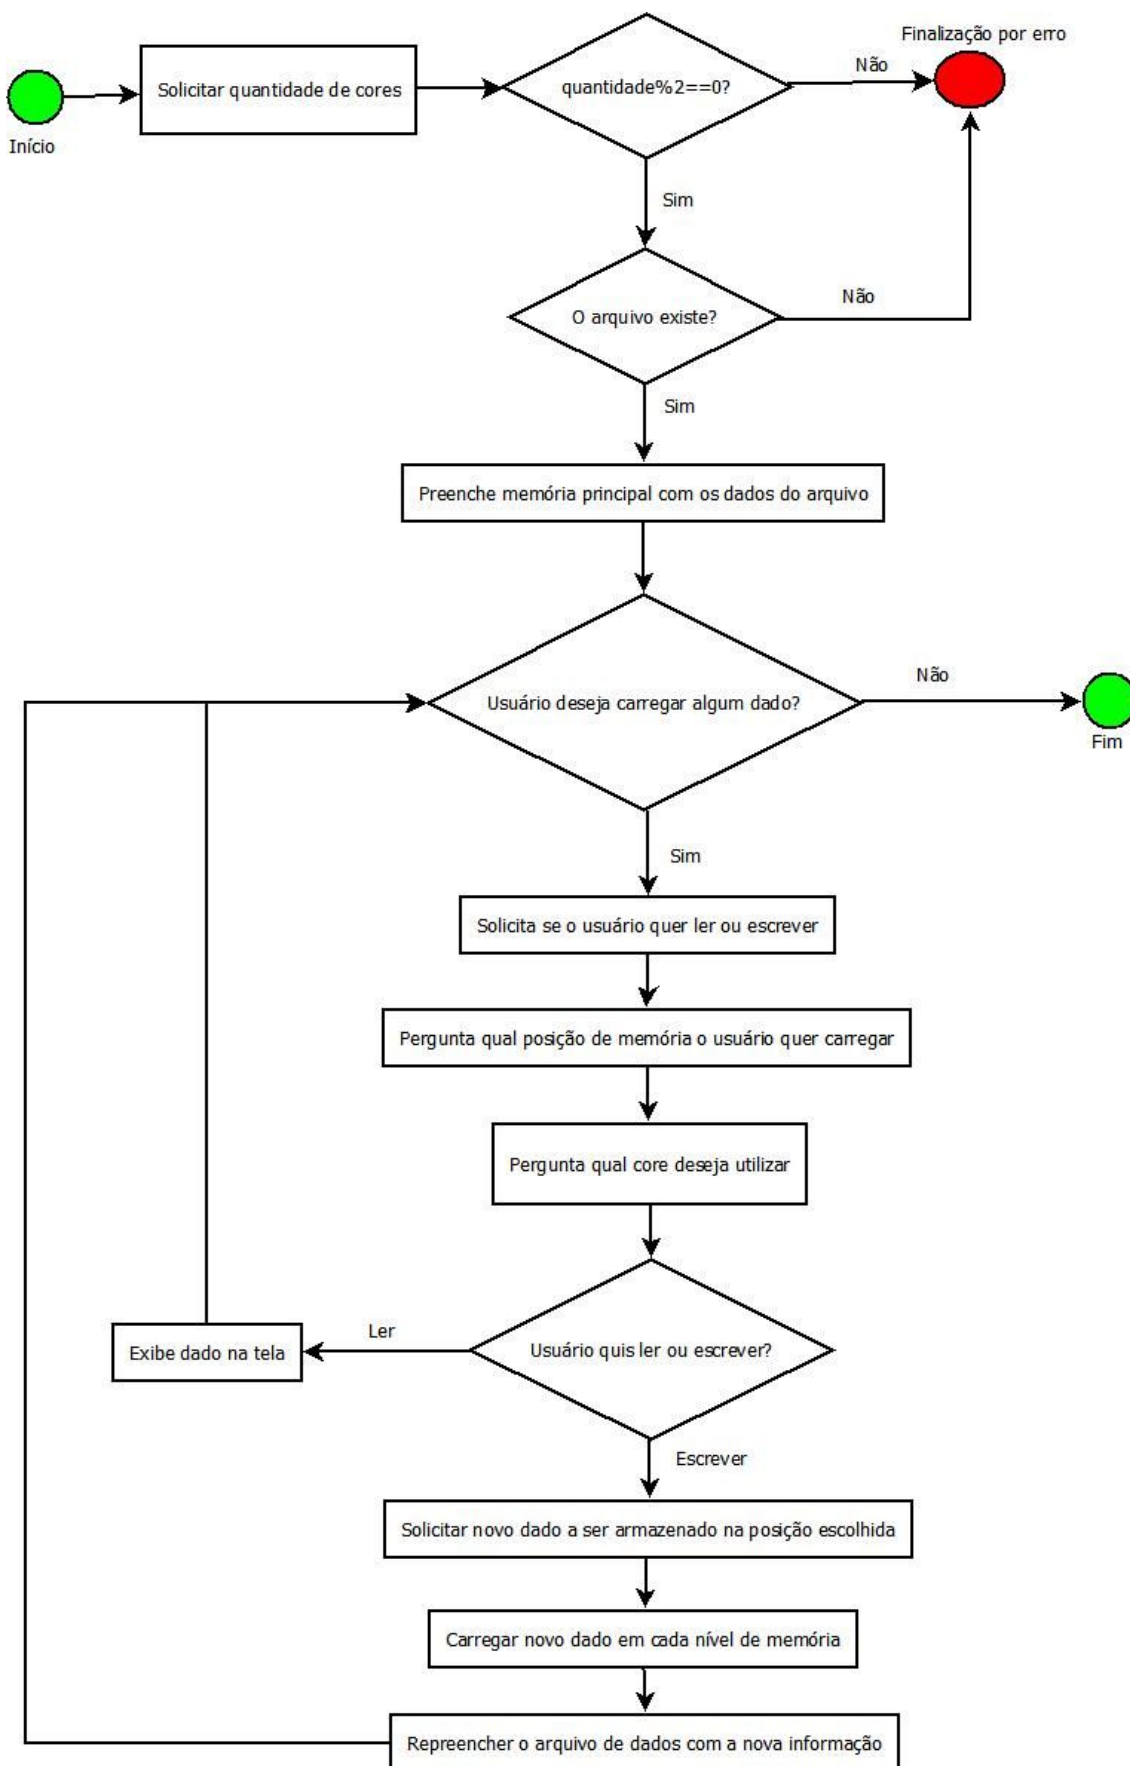 Finalização por erro
Início
Solicitar quantidade de cores
quantidade%2==0?
Não
Sim
O arquivo existe?
Não
Sim
Preenche memória principal com os dados do arquivo
Usuário deseja carregar algum dado?
Não
Fim
Sim
Solicita se o usuário quer ler ou escrever
Pergunta qual posição de memória o usuário quer carregar
Pergunta qual core deseja utilizar
Usuário quis ler ou escrever?
Ler
Exibe dado na tela
Escrever
Solicitar novo dado a ser armazenado na posição escolhida
Carregar novo dado em cada nível de memória
Repreencher o arquivo de dados com a nova informação